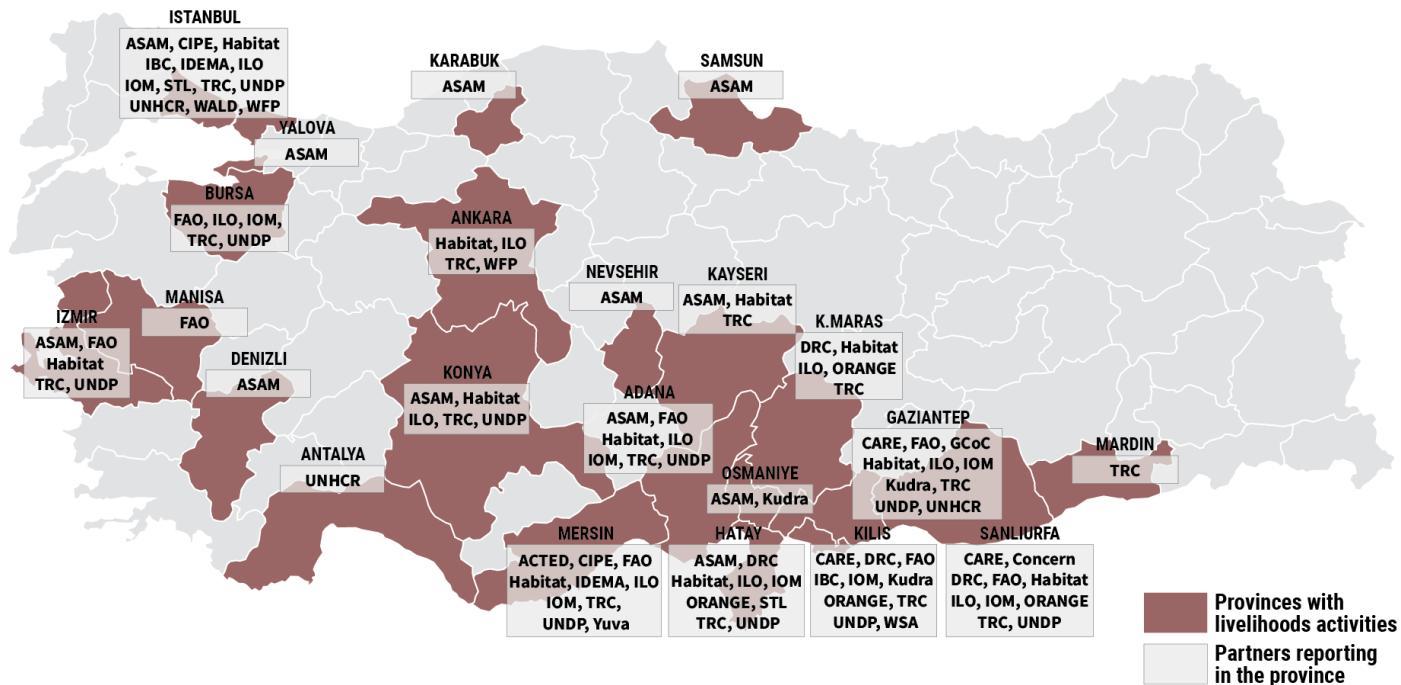 ISTANBUL
ASAM, CIPE, Habitat
IBC, IDEMA, ILO
IOM, STL, TRC, UNDP
UNHCR, WALD, WFP
KARABUK
ASAM
SAMSUN
ASAM
YALOVA
ASAM
BURSA
FAO, ILO, IOM,
TRC, UNDP
ANKARA
Habitat, ILO
TRC, WFP
NEVSEHIR
ASAM
KAYSERI
ASAM, Habitat
TRC
MANISA
FAO
IZMIR
ASAM, FAO
Habitat
TRC, UNDP
K.MARAS
DRC, Habitat
ILO, ORANGE
TRC
DENIZLI
ASAM
KONYA
ASAM, Habitat
ILO, TRC, UNDP
ADANA
ASAM, FAO
Habitat, ILO
IOM, TRC, UNDP
GAZIANTEP
CARE, FAO, GCoC
Habitat, ILO, IOM
Kudra, TRC
UNDP, UNHCR
MARDIN
TRC
ANTALYA
UNHCR
OSMANIYE
ASAM, Kudra
MERSIN
ACTED, CIPE, FAO
Habitat, IDEMA, ILO
IOM, TRC,
UNDP, Yuva
HATAY
ASAM, DRC
Habitat, ILO, IOM
ORANGE, STL
TRC, UNDP
KILIS
CARE, DRC, FAO
IBC, IOM, Kudra
ORANGE, TRC
UNDP, WSA
SANLIURFA
CARE, Concern
DRC, FAO, Habitat
ILO, IOM, ORANGE
TRC, UNDP
Provinces with
livelihoods activities
Partners reporting
in the province